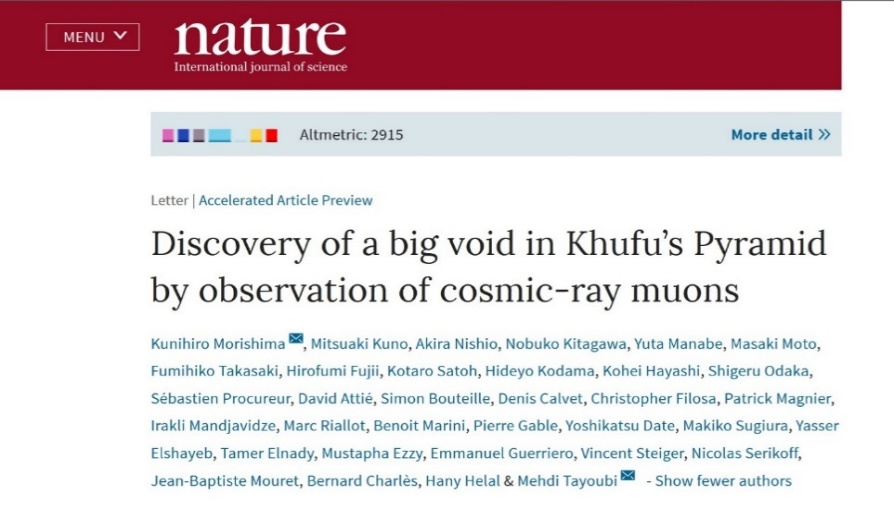 MENU
nature
International journal of science
Altmetric: 2915
More detail »
Letter | Accelerated Article Preview
Discovery of a big void in Khufu’s Pyramid
by observation of cosmic-ray muons
Kunihiro Morishima, Mitsuaki Kuno, Akira Nishio, Nobuko Kitagawa, Yuta Manabe, Masaki Moto,
Fumihiko Takasaki, Hirofumi Fujii, Kotaro Satoh, Hideyo Kodama, Kohei Hayashi, Shigeru Odaka,
Sébastien Procureur, David Attié, Simon Bouteille, Denis Calvet, Christopher Filosa, Patrick Magnier,
Irakli Mandjavidze, Marc Riallot, Benoit Marini, Pierre Gable, Yoshikatsu Date, Makiko Sugiura, Yasser
Elshayeb, Tamer Elnady, Mustapha Ezzy, Emmanuel Guerriero, Vincent Steiger, Nicolas Serikoff,
Jean-Baptiste Mouret, Bernard Charlès, Hany Helal & Mehdi Tayoubi - Show fewer authors